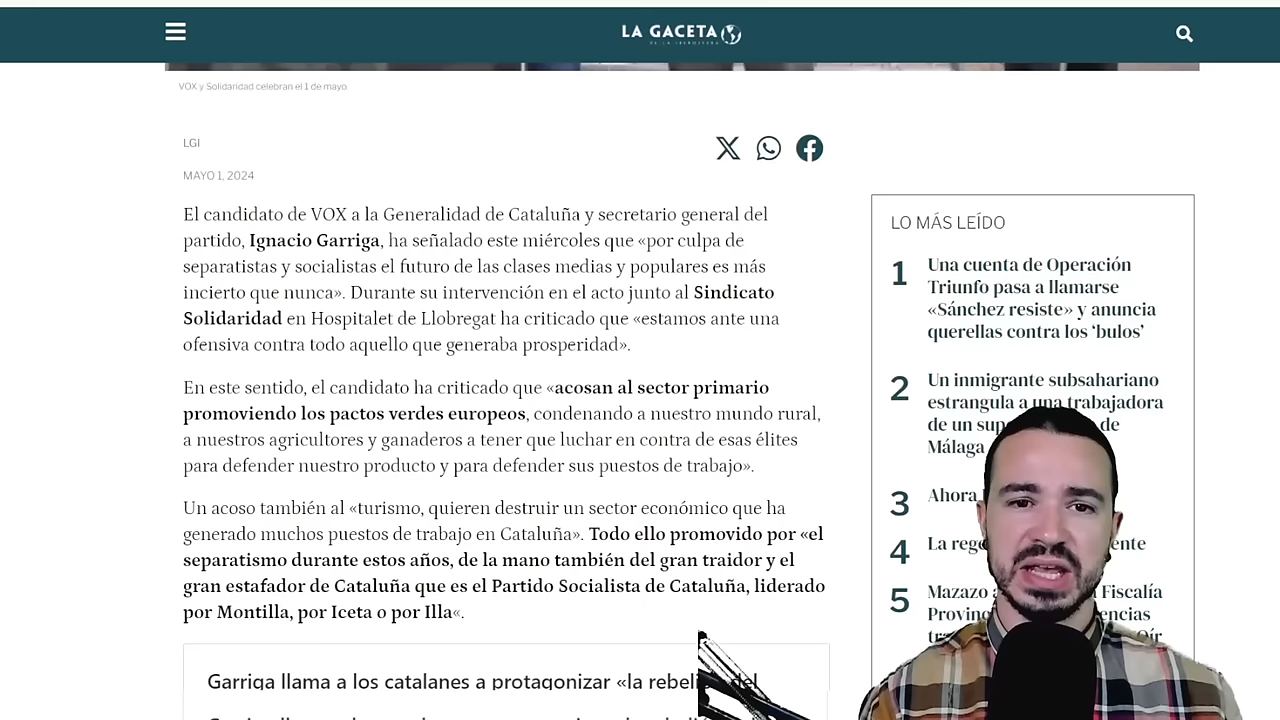 LA GACETA
DE LA IBEROSFERA
VOX y Solidaridad celebran el 1 de mayo.
LGI
MAYO 1, 2024
El candidato de VOX a la Generalidad de Cataluña y secretario general del
partido, Ignacio Garriga, ha señalado este miércoles que «por culpa de
separatistas y socialistas el futuro de las clases medias y populares es más
incierto que nunca». Durante su intervención en el acto junto al Sindicato
Solidaridad en Hospitalet de Llobregat ha criticado que «estamos ante una
ofensiva contra todo aquello que generaba prosperidad».
En este sentido, el candidato ha criticado que «acosan al sector primario
promoviendo los pactos verdes europeos, condenando a nuestro mundo rural,
a nuestros agricultores y ganaderos a tener que luchar en contra de esas élites
para defender nuestro producto y para defender sus puestos de trabajo».
Un acoso también al «turismo, quieren destruir un sector económico que ha
generado muchos puestos de trabajo en Cataluña». Todo ello promovido por «el
separatismo durante estos años, de la mano también del gran traidor y el
gran estafador de Cataluña que es el Partido Socialista de Cataluña, liderado
por Montilla, por Iceta o por Illa«.
Garriga llama a los catalanes a protagonizar «la rebelión del
LO MÁS LEÍDO
1 Una cuenta de Operación
Triunfo pasa a llamarse
«Sánchez resiste» y anuncia
querellas contra los 'bulos'
2 Un inmigrante subsahariano
estrangula a una trabajadora
de un de
Málaga
3 Ahora
4 La
5 Mazazo Fiscalía